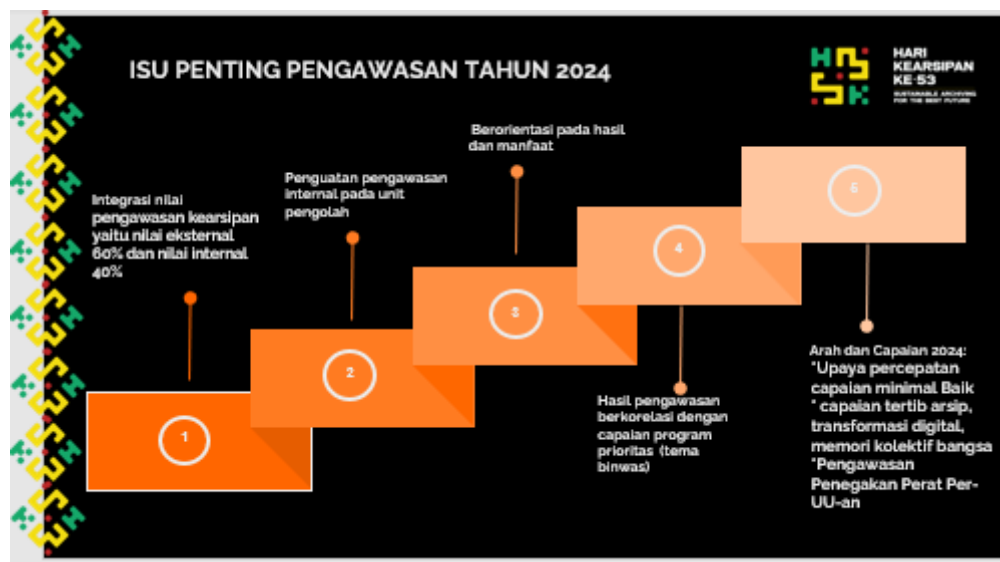 ISU PENTING PENGAWASAN TAHUN 2024
HARI
KEARSIPAN
KE-53
SUSTAINABLE ARCHIVING
FOR THE BEST FUTURE
1
Integrasi nilai
pengawasan kearsipan
yaitu nilai eksternal
60% dan nilai internal
40%
2
Penguatan pengawasan
internal pada unit
pengolah
3
Berorientasi pada hasil
dan manfaat
4
Hasil pengawasan
berkorelasi dengan
capaian program
prioritas (tema
binwas)
5
Arah dan Capaian 2024:
*Upaya percepatan
capaian minimal Baik
* capaian tertib arsip,
transformasi digital,
memori kolektif bangsa
*Pengawasan
Penegakan Perat Per-
UU-an